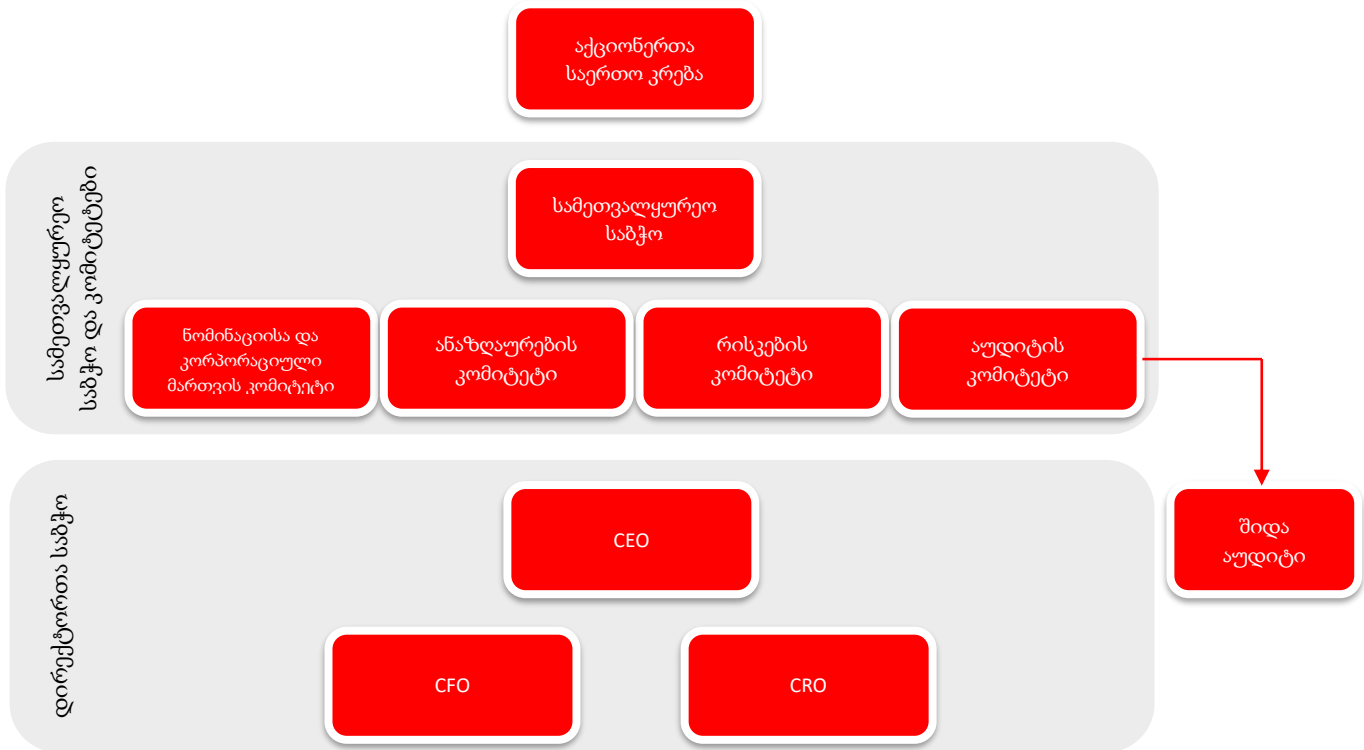 აქციონერთა
საერთო კრება
სამეთვალყურეო
საბჭო და კომიტეტები
სამეთვალყურეო
საბჭო
ნომინაციისა და
კორპორაციული
მართვის კომიტეტი
ანაზღაურების
კომიტეტი
რისკების
კომიტეტი
აუდიტის
კომიტეტი
დირექტორთა საბჭო
CEO
შიდა
აუდიტი
CFO
CRO